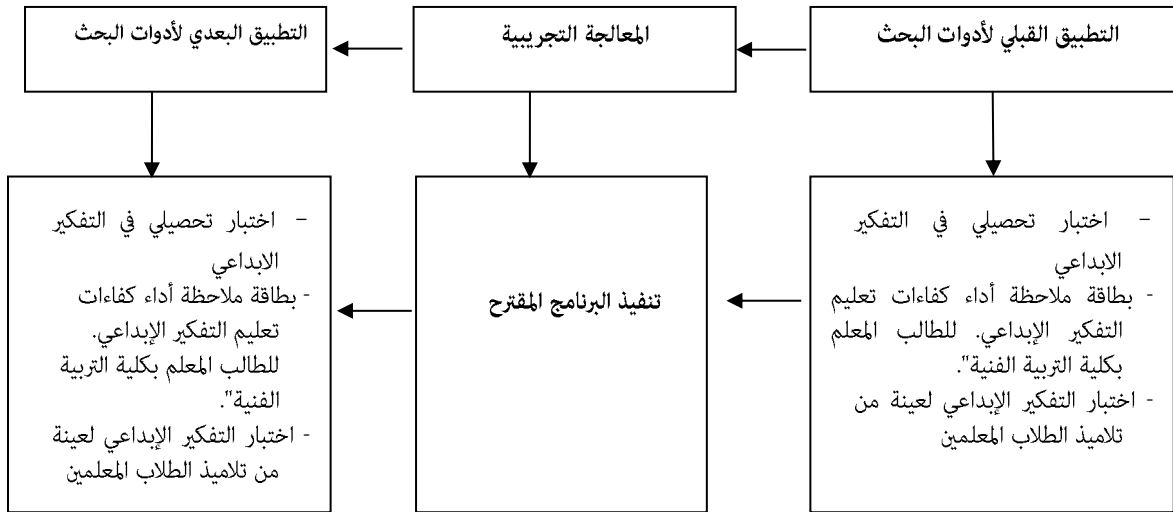 التطبيق القبلي لأدوات البحث
المعالجة التجريبية
التطبيق البعدي لأدوات البحث
– اختبار تحصيلي في التفكير
الابداعي
- بطاقة ملاحظة أداء كفاءات تعليم
التفكير الإبداعي. للطالب المعلم
بكلية التربية الفنية".
- اختبار التفكير الإبداعي لعينة من
تلاميذ الطلاب المعلمين
تنفيذ البرنامج المقترح
– اختبار تحصيلي في التفكير
الابداعي
- بطاقة ملاحظة أداء كفاءات
تعليم التفكير الإبداعي.
للطالب المعلم بكلية التربية
الفنية".
- اختبار التفكير الإبداعي لعينة
من تلاميذ الطلاب المعلمين